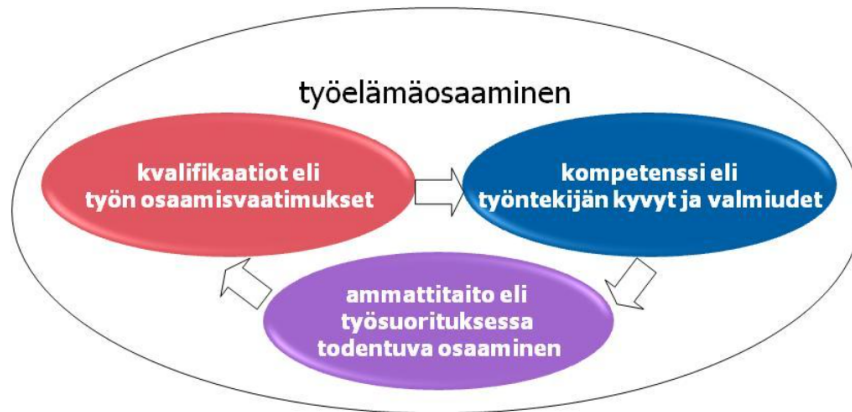 työelämäosaaminen
kvalifikaatiot eli
työn osaamisvaatimukset
kompetenssi eli
työntekijän kyvyt ja valmiudet
ammattitaito eli
työsuorituksessa
todentuva osaaminen